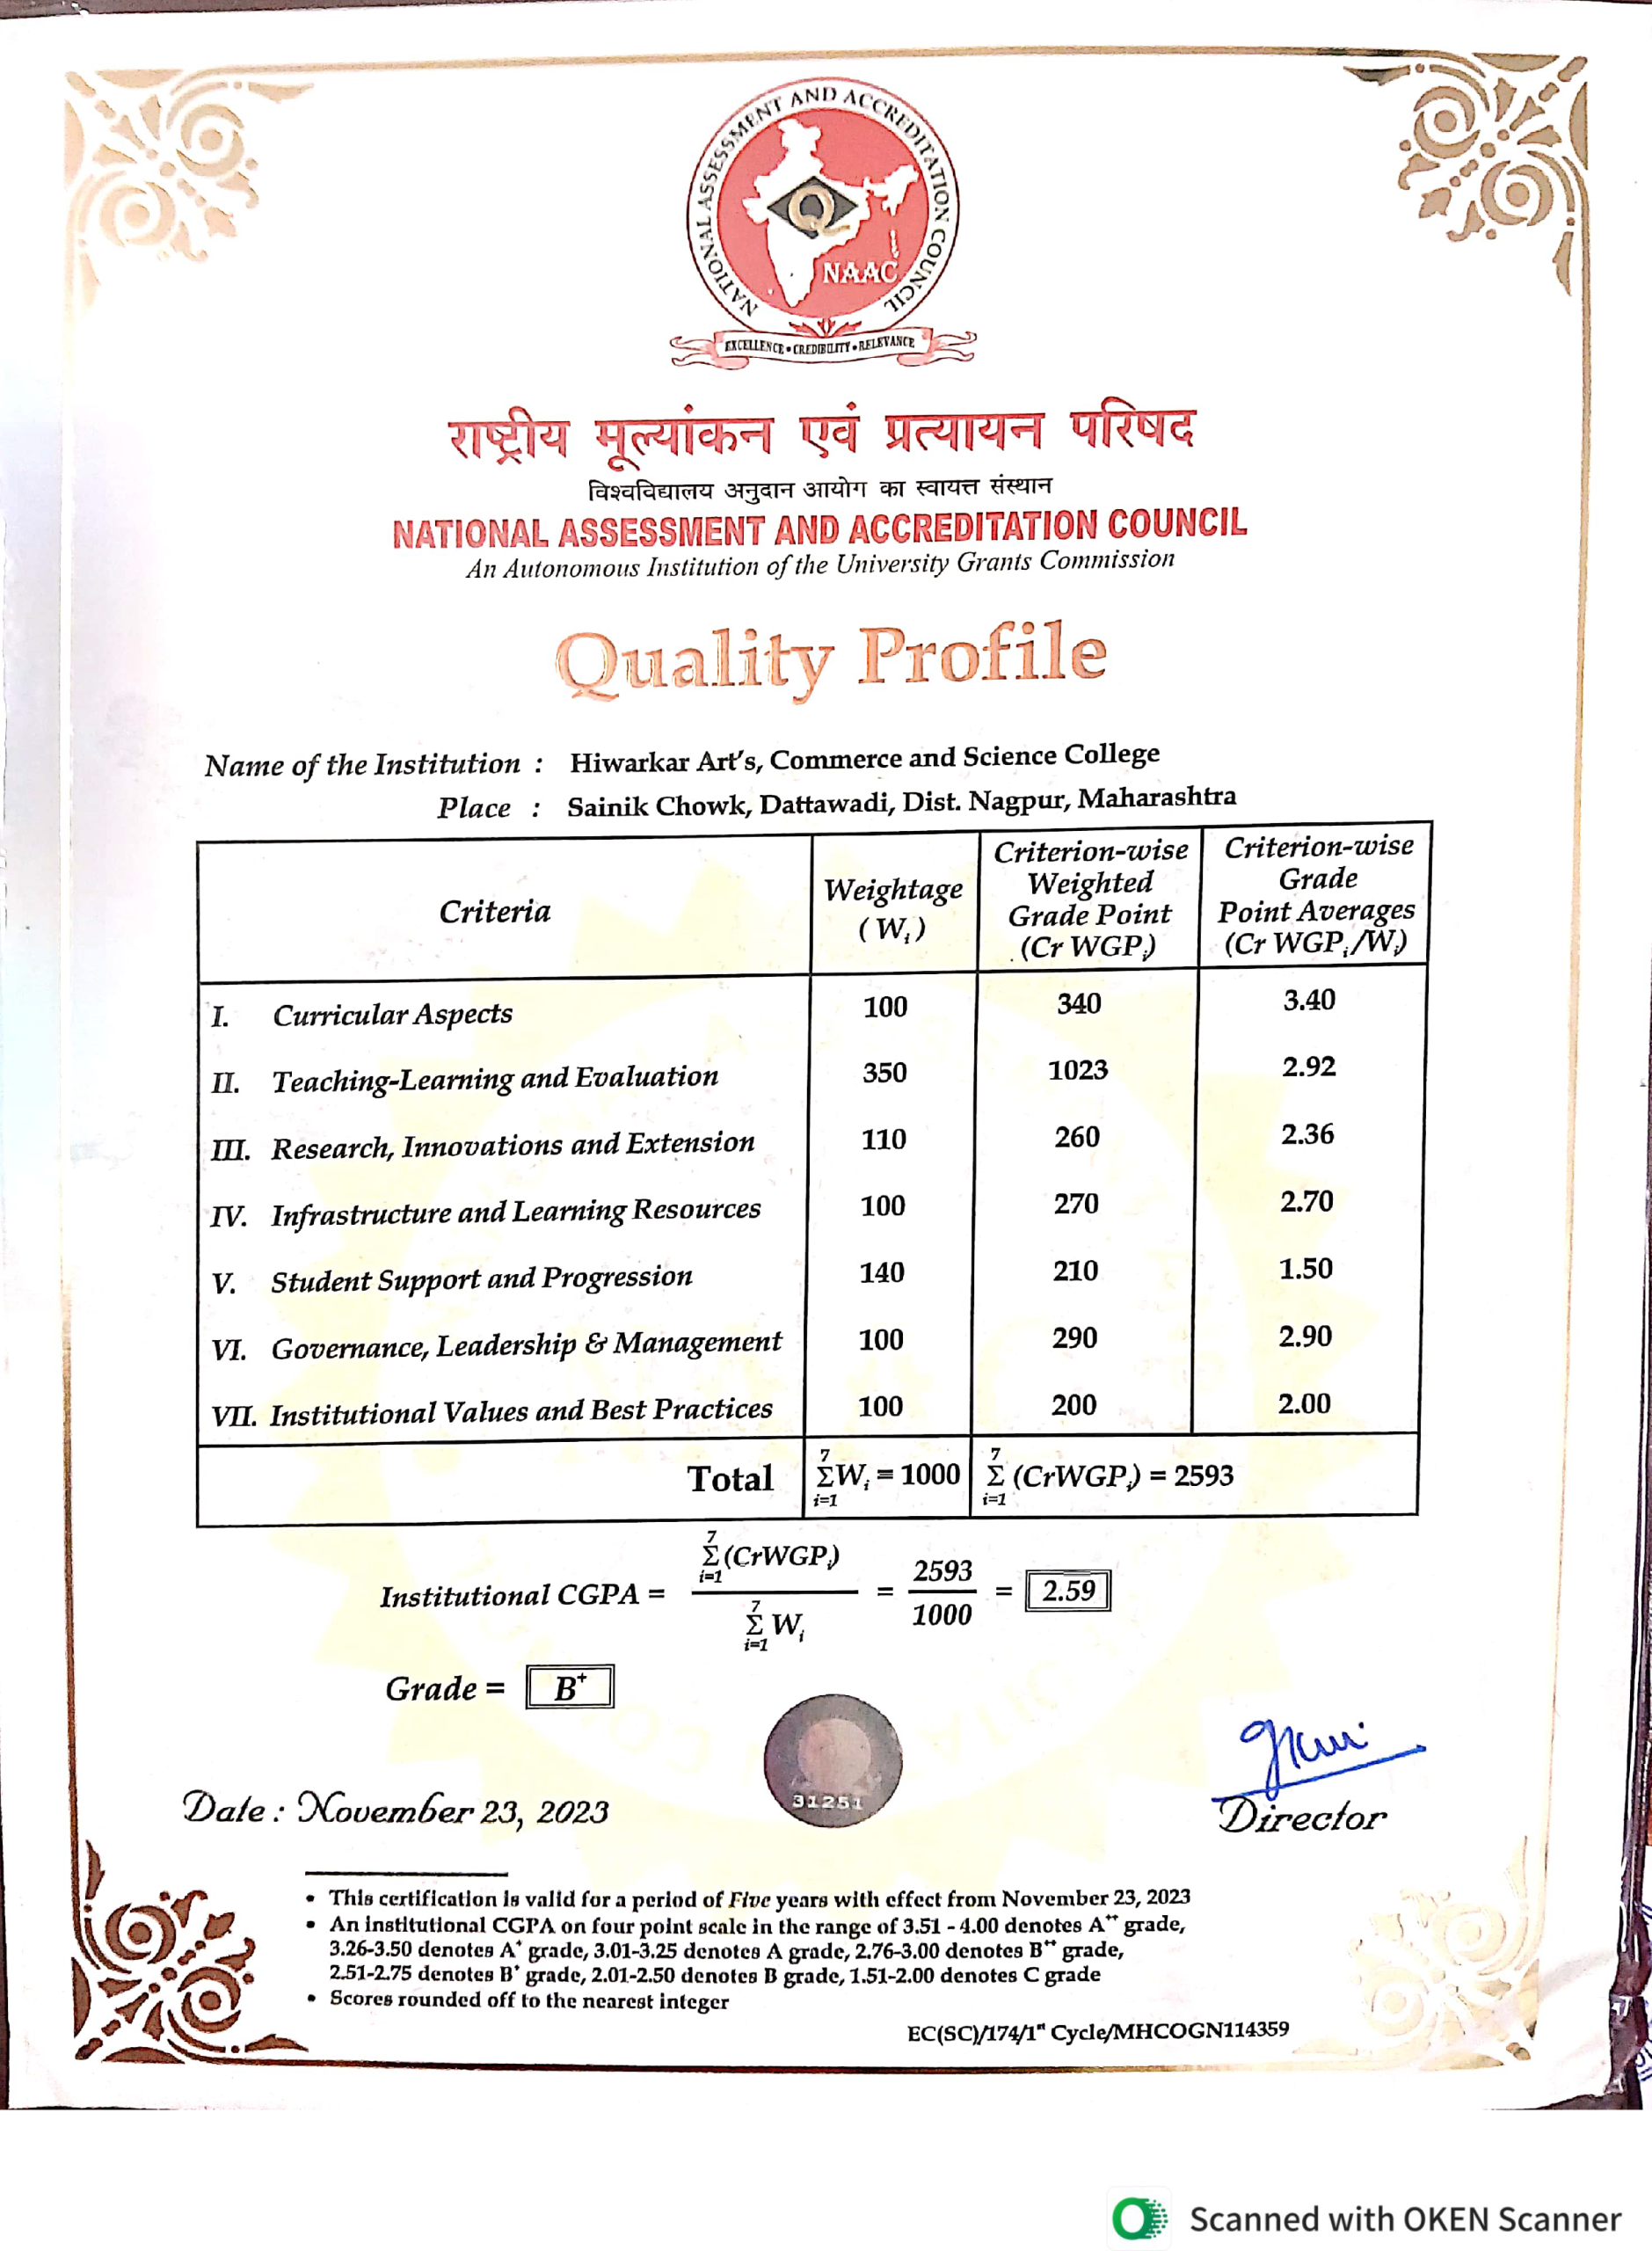 NATIONAL ASSESSMENT AND ACCREDITATION COUNCIL
Q
NAAC
EXCELLENCE • CREDIBILITY • RELEVANCE
राष्ट्रीय मूल्यांकन एवं प्रत्यायन परिषद
विश्वविद्यालय अनुदान आयोग का स्वायत्त संस्थान
NATIONAL ASSESSMENT AND ACCREDITATION COUNCIL
An Autonomous Institution of the University Grants Commission
Quality Profile
Name of the Institution : Hiwarkar Art's, Commerce and Science College
Place : Sainik Chowk, Dattawadi, Dist. Nagpur, Maharashtra
Criteria
Weightage
(Wi)
Criterion-wise
Weighted
Grade Point
(Cr WGPi)
Criterion-wise
Grade
Point Averages
(Cr WGPi/Wi)
I. Curricular Aspects 100 340 3.40
II. Teaching-Learning and Evaluation 350 1023 2.92
III. Research, Innovations and Extension 110 260 2.36
IV. Infrastructure and Learning Resources 100 270 2.70
V. Student Support and Progression 140 210 1.50
VI. Governance, Leadership & Management 100 290 2.90
VII. Institutional Values and Best Practices 100 200 2.00
Total 7 Σ i=1 Wi = 1000 7 Σ i=1 (CrWGPi) = 2593
7
Σ (CrWGPi)
i=1
Institutional CGPA = = 2593 / 1000 = 2.59
7
Σ Wi
i=1
Grade = B+
31251
Date : November 23, 2023
Director
• This certification is valid for a period of Five years with effect from November 23, 2023
• An institutional CGPA on four point scale in the range of 3.51 - 4.00 denotes A++ grade,
3.26-3.50 denotes A+ grade, 3.01-3.25 denotes A grade, 2.76-3.00 denotes B++ grade,
2.51-2.75 denotes B+ grade, 2.01-2.50 denotes B grade, 1.51-2.00 denotes C grade
• Scores rounded off to the nearest integer
EC(SC)/174/1st Cycle/MHCOGN114359
Scanned with OKEN Scanner